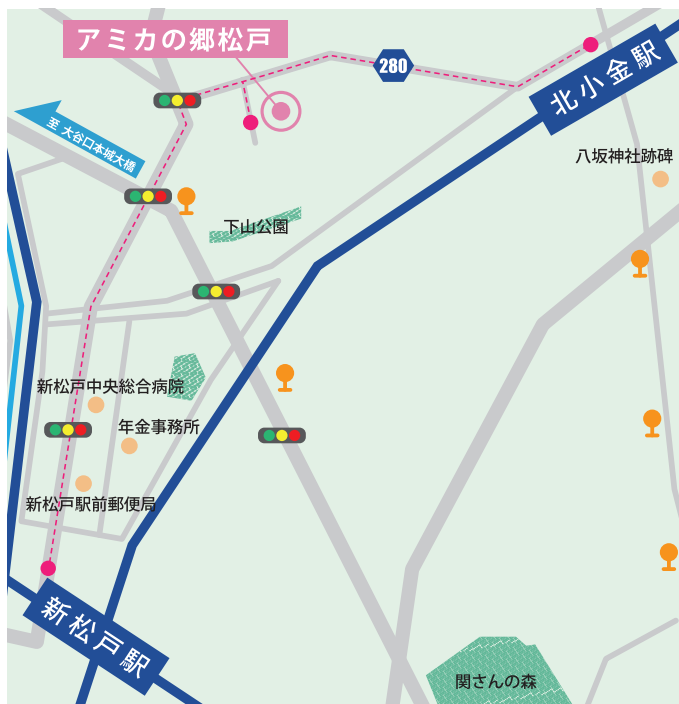 アミカの郷松戸
280
北小金駅
至 大谷口本城大橋
八坂神社跡碑
下山公園
新松戸中央総合病院
年金事務所
新松戸駅前郵便局
新松戸駅
関さんの森